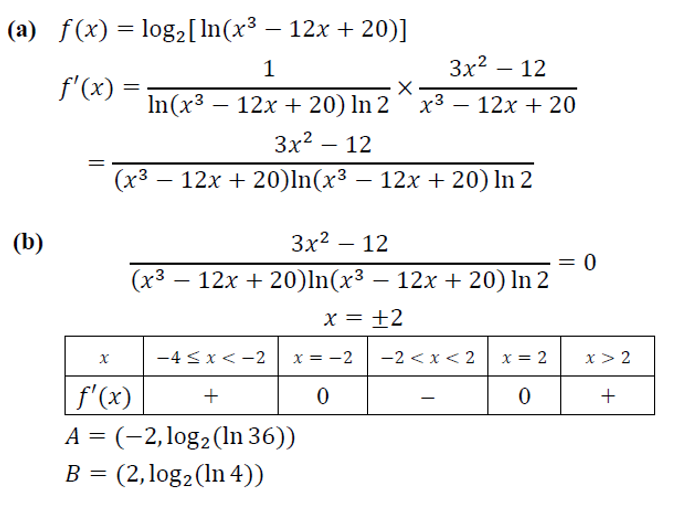 (a) f(x) = log₂[ ln(x³ − 12x + 20)]
f'(x) = 1 / (ln(x³ − 12x + 20) ln 2) × (3x² − 12) / (x³ − 12x + 20)
= (3x² − 12) / ((x³ − 12x + 20)ln(x³ − 12x + 20) ln 2)
(b) (3x² − 12) / ((x³ − 12x + 20)ln(x³ − 12x + 20) ln 2) = 0
x = ±2
x | −4 ≤ x < −2 | x = −2 | −2 < x < 2 | x = 2 | x > 2
f'(x) | + | 0 | − | 0 | +
A = (−2, log₂(ln 36))
B = (2, log₂(ln 4))